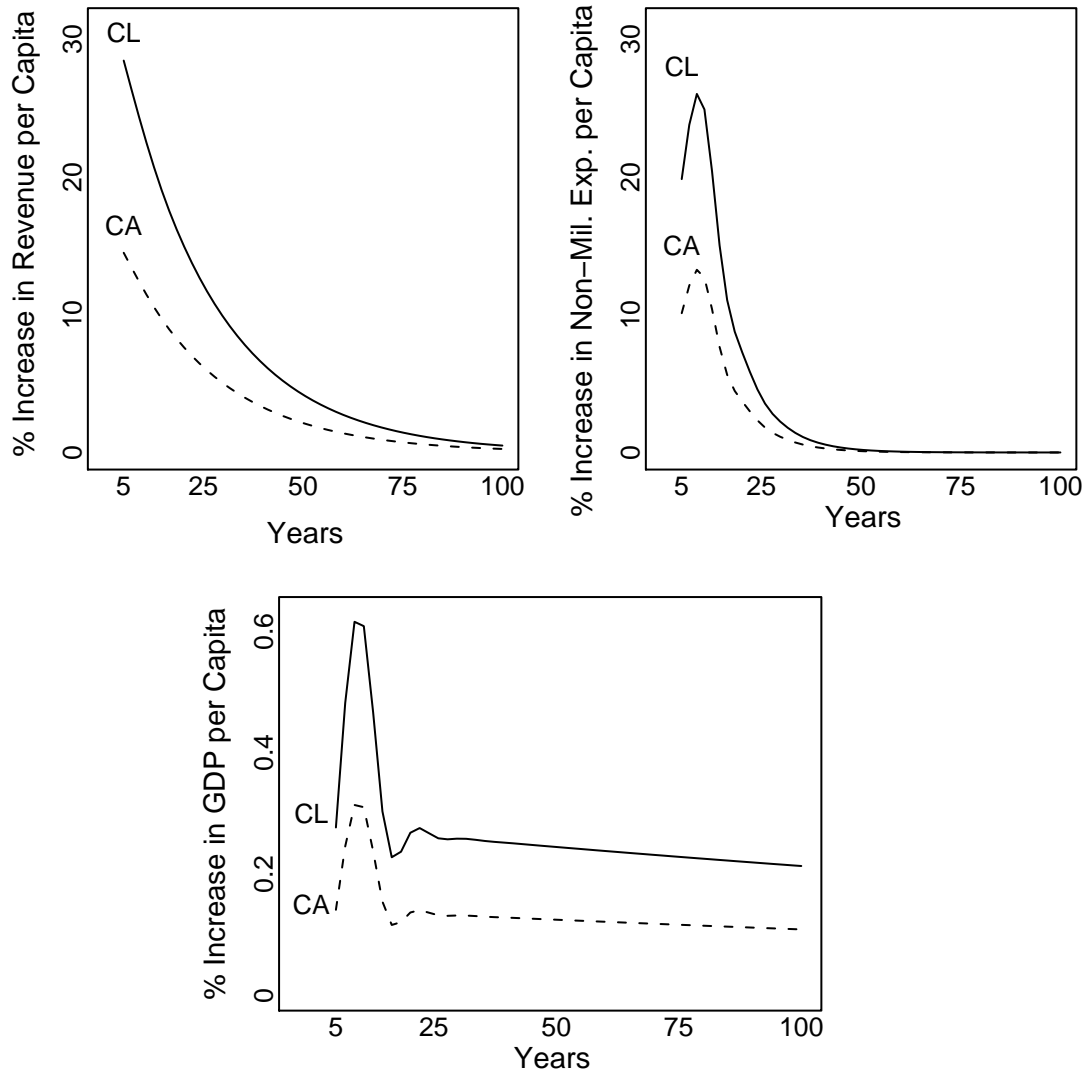 % Increase in Revenue per Capita
30
20
10
0
CL
CA
5 25 50 75 100
Years
% Increase in Non−Mil. Exp. per Capita
30
20
10
0
CL
CA
5 25 50 75 100
Years
% Increase in GDP per Capita
0.6
0.4
0.2
0
CL
CA
5 25 50 75 100
Years